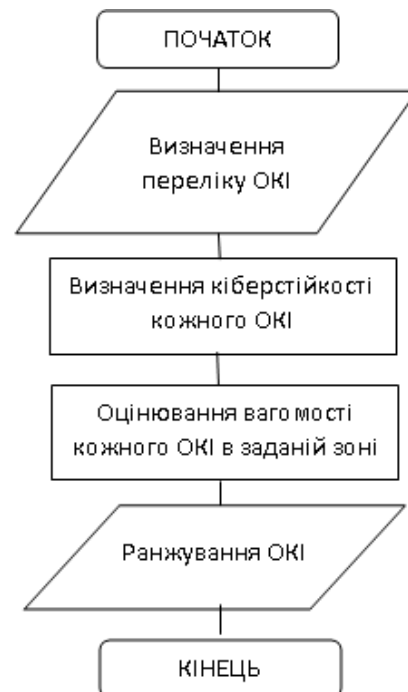 ПОЧАТОК
Визначення
переліку ОКІ
Визначення кіберстійкості
кожного ОКІ
Оцінювання вагомості
кожного ОКІ в заданій зоні
Ранжування ОКІ
КІНЕЦЬ